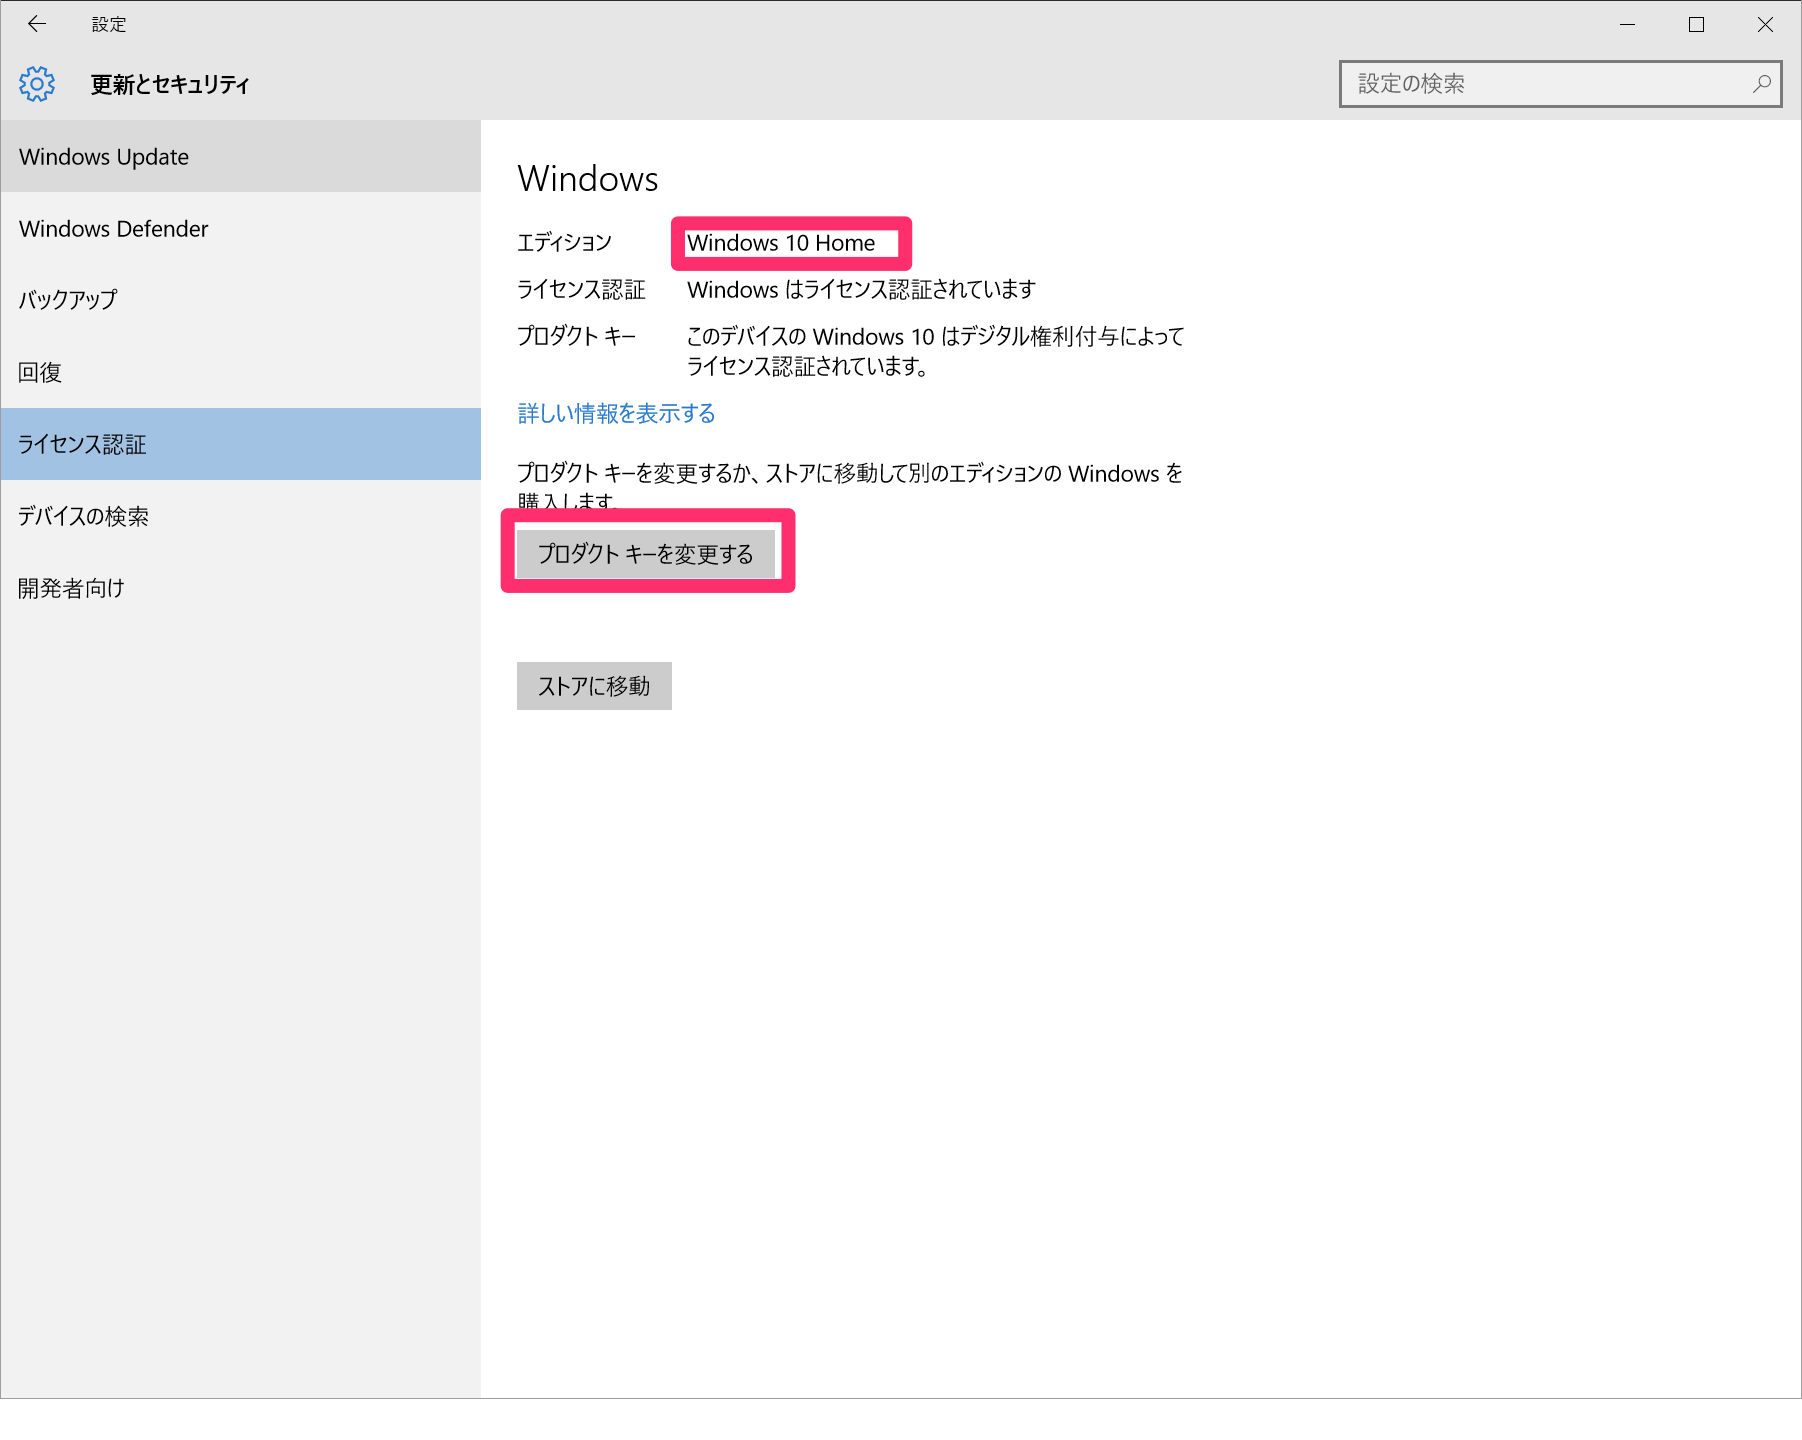 設定
更新とセキュリティ
設定の検索
Windows Update
Windows Defender
バックアップ
回復
ライセンス認証
デバイスの検索
開発者向け
Windows
エディション Windows 10 Home
ライセンス認証 Windows はライセンス認証されています
プロダクト キー このデバイスの Windows 10 はデジタル権利付与によって
ライセンス認証されています。
詳しい情報を表示する
プロダクト キーを変更するか、ストアに移動して別のエディションの Windows を
購入します。
プロダクト キーを変更する
ストアに移動